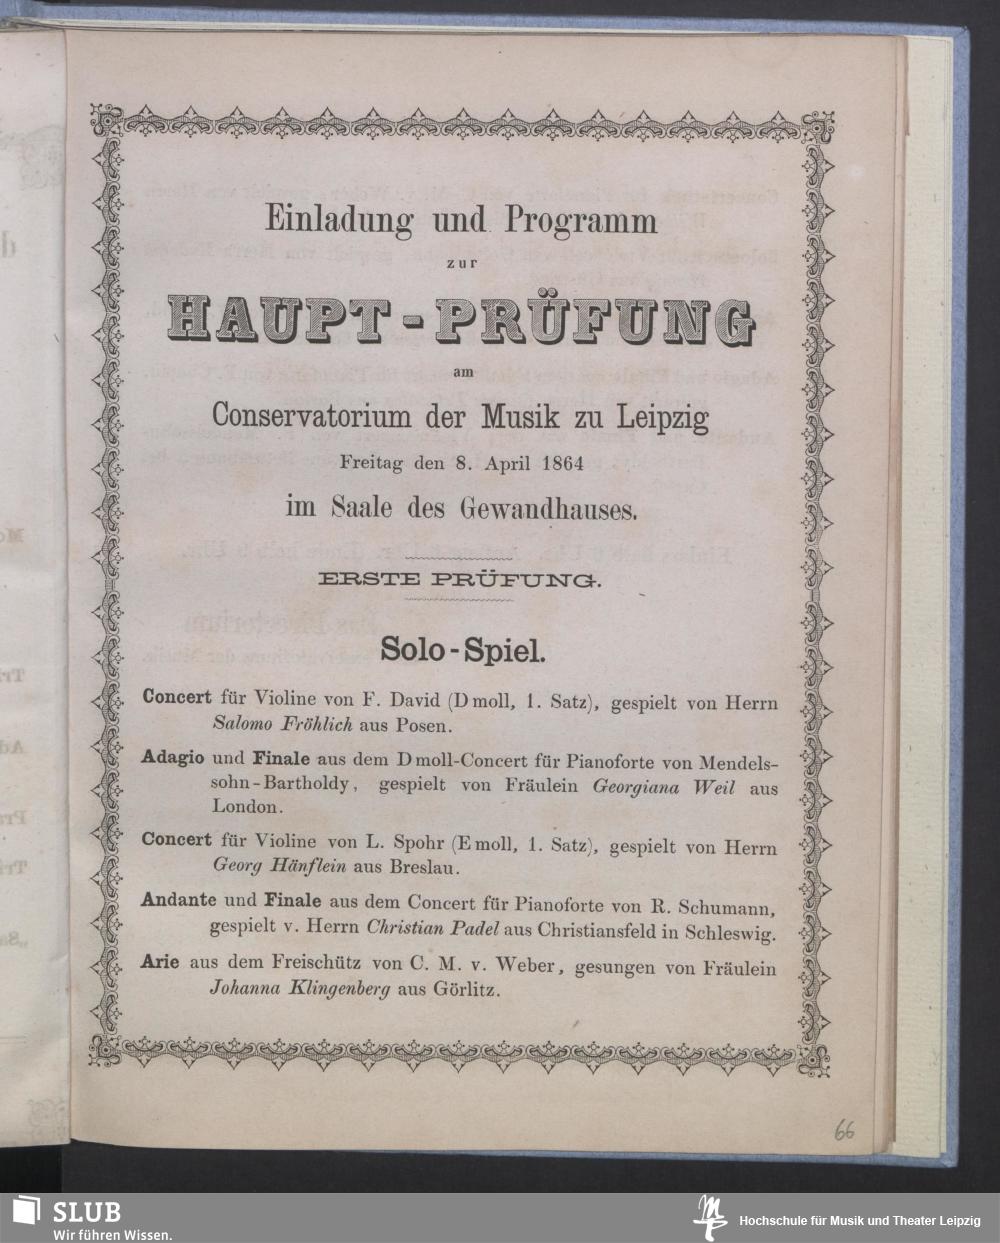 Einladung und Programm
zur
HAUPT-PRÜFUNG
am
Conservatorium der Musik zu Leipzig
Freitag den 8. April 1864
im Saale des Gewandhauses.
ERSTE PRÜFUNG.
Solo-Spiel.
Concert für Violine von F. David (D moll, 1. Satz), gespielt von Herrn
Salomo Fröhlich aus Posen.
Adagio und Finale aus dem D moll-Concert für Pianoforte von Mendels-
sohn-Bartholdy, gespielt von Fräulein Georgiana Weil aus
London.
Concert für Violine von L. Spohr (E moll, 1. Satz), gespielt von Herrn
Georg Hänflein aus Breslau.
Andante und Finale aus dem Concert für Pianoforte von R. Schumann,
gespielt v. Herrn Christian Padel aus Christiansfeld in Schleswig.
Arie aus dem Freischütz von C. M. v. Weber, gesungen von Fräulein
Johanna Klingenberg aus Görlitz.
66
SLUB
Wir führen Wissen.
Hochschule für Musik und Theater Leipzig